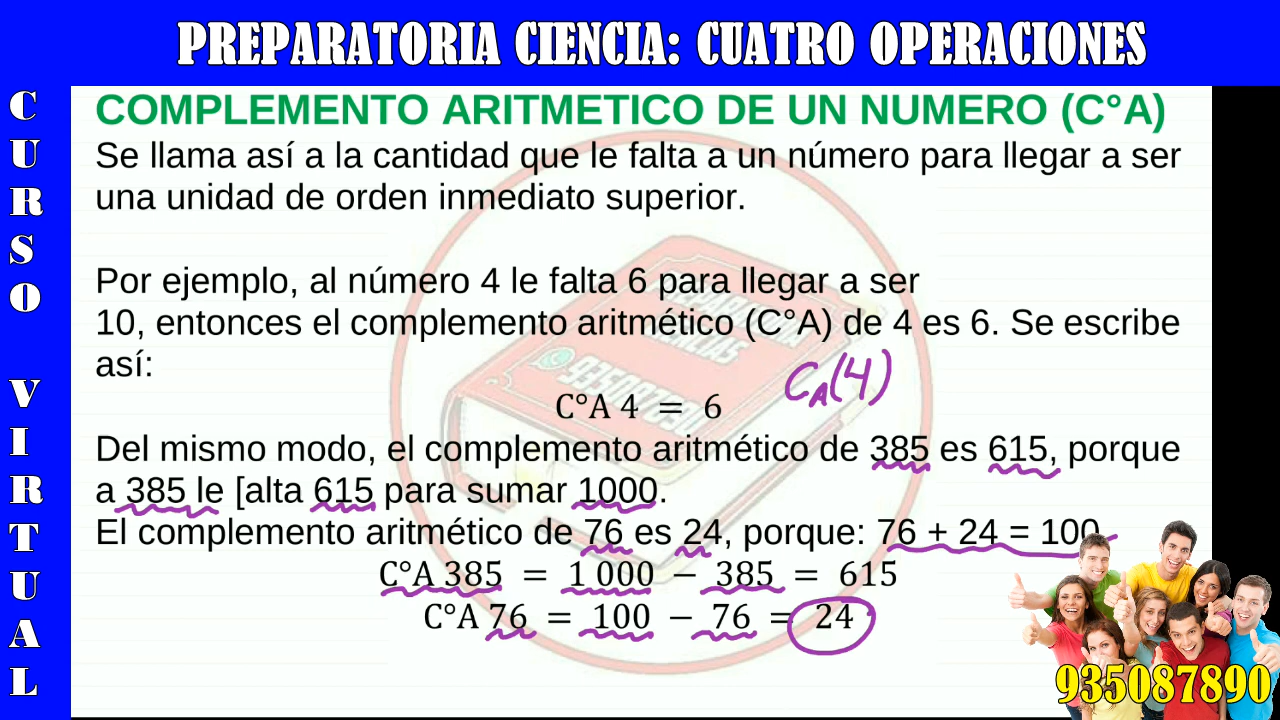 PREPARATORIA CIENCIA: CUATRO OPERACIONES
CURSO VIRTUAL
COMPLEMENTO ARITMETICO DE UN NUMERO (C°A)
Se llama así a la cantidad que le falta a un número para llegar a ser
una unidad de orden inmediato superior.
Por ejemplo, al número 4 le falta 6 para llegar a ser
10, entonces el complemento aritmético (C°A) de 4 es 6. Se escribe
así:
CA(4)
C°A 4 = 6
Del mismo modo, el complemento aritmético de 385 es 615, porque
a 385 le [alta 615 para sumar 1000.
El complemento aritmético de 76 es 24, porque: 76 + 24 = 100
C°A 385 = 1 000 − 385 = 615
C°A 76 = 100 − 76 = 24
935087890